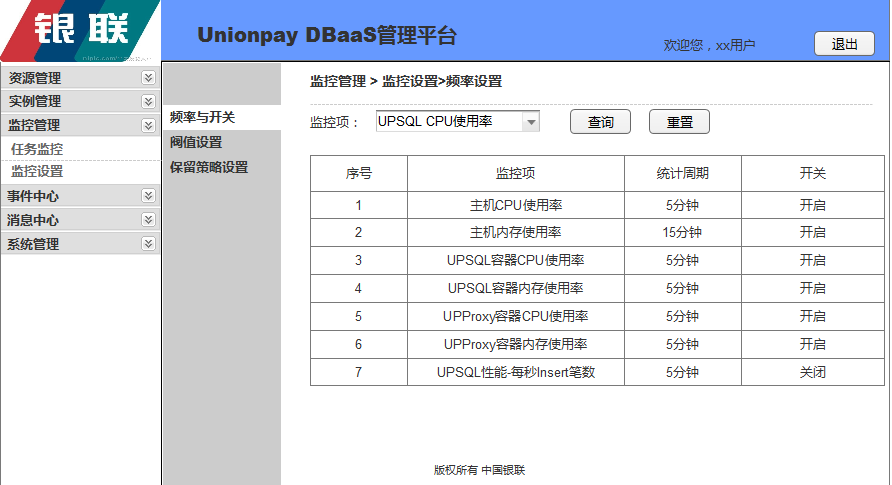 银联
Unionpay DBaaS管理平台
欢迎您，xx用户
退出
资源管理
实例管理
监控管理
任务监控
监控设置
事件中心
消息中心
系统管理
频率与开关
阀值设置
保留策略设置
监控管理 > 监控设置>频率设置
监控项： UPSQL CPU使用率 查询 重置
序号 监控项 统计周期 开关
1 主机CPU使用率 5分钟 开启
2 主机内存使用率 15分钟 开启
3 UPSQL容器CPU使用率 5分钟 开启
4 UPSQL容器内存使用率 5分钟 开启
5 UPProxy容器CPU使用率 5分钟 开启
6 UPProxy容器内存使用率 5分钟 开启
7 UPSQL性能-每秒Insert笔数 5分钟 关闭
版权所有 中国银联